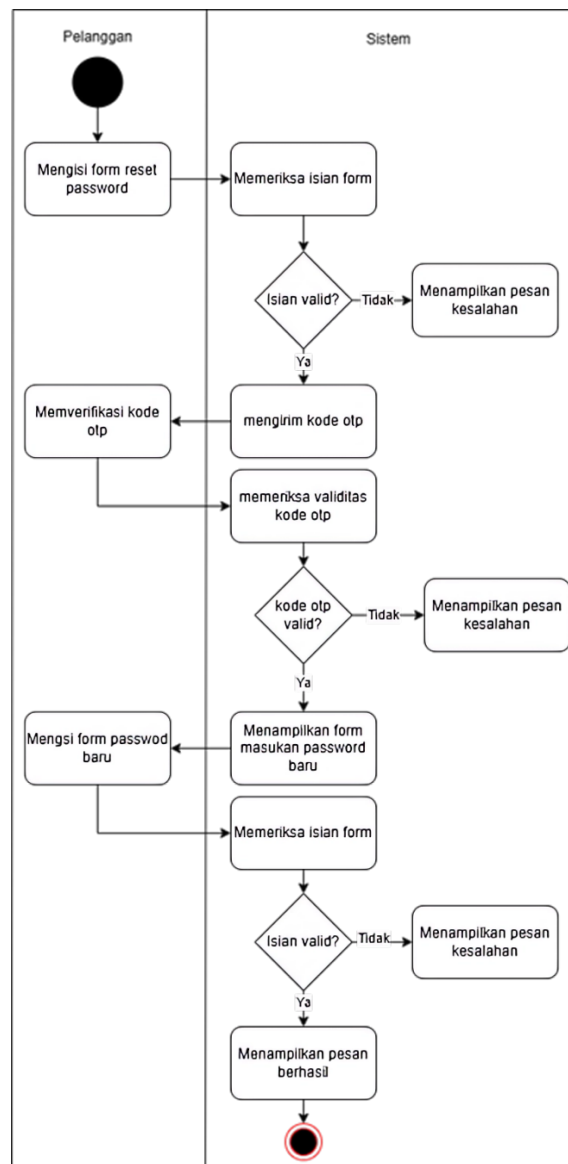 Pelanggan
Sistem
Mengisi form reset
password
Memeriksa isian form
Isian valid?
Tidak
Menampilkan pesan
kesalahan
Ya
Memverifikasi kode
otp
mengirim kode otp
memeriksa validitas
kode otp
kode otp
valid?
Tidak
Menampilkan pesan
kesalahan
Ya
Mengsi form passwod
baru
Menampilkan form
masukan password
baru
Memeriksa isian form
Isian valid?
Tidak
Menampilkan pesan
kesalahan
Ya
Menampilkan pesan
berhasil